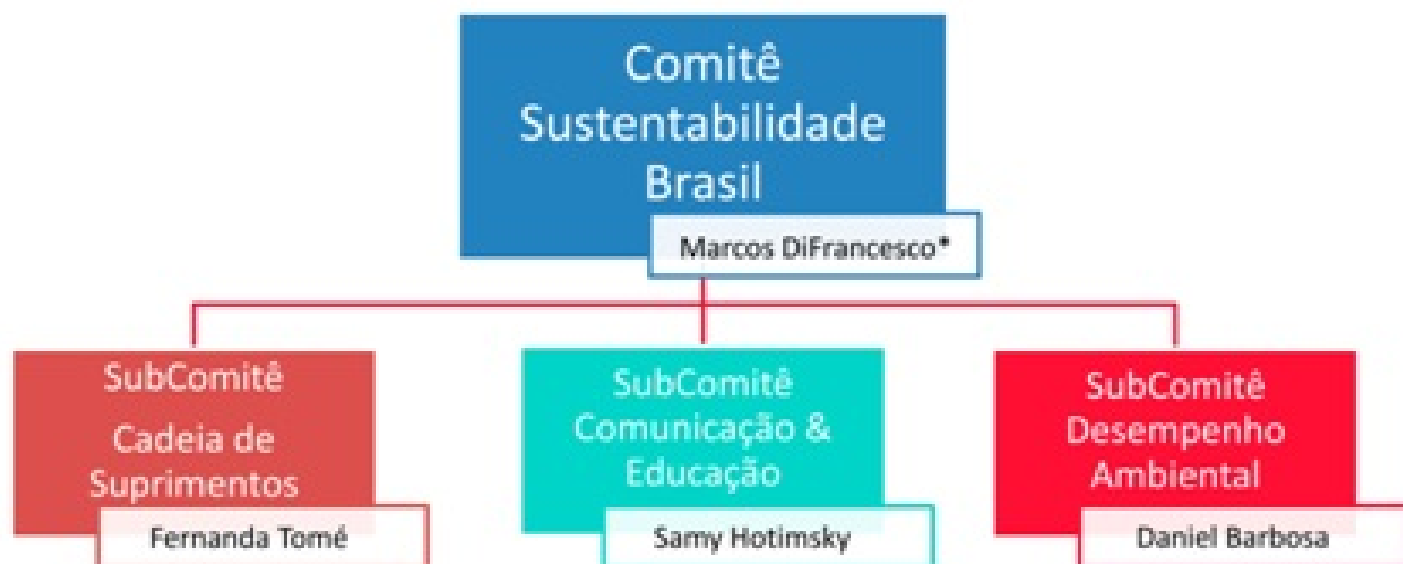 Comitê
Sustentabilidade
Brasil
Marcos DiFrancesco*
SubComitê
Cadeia de
Suprimentos
Fernanda Tomé
SubComitê
Comunicação &
Educação
Samy Hotimsky
SubComitê
Desempenho
Ambiental
Daniel Barbosa